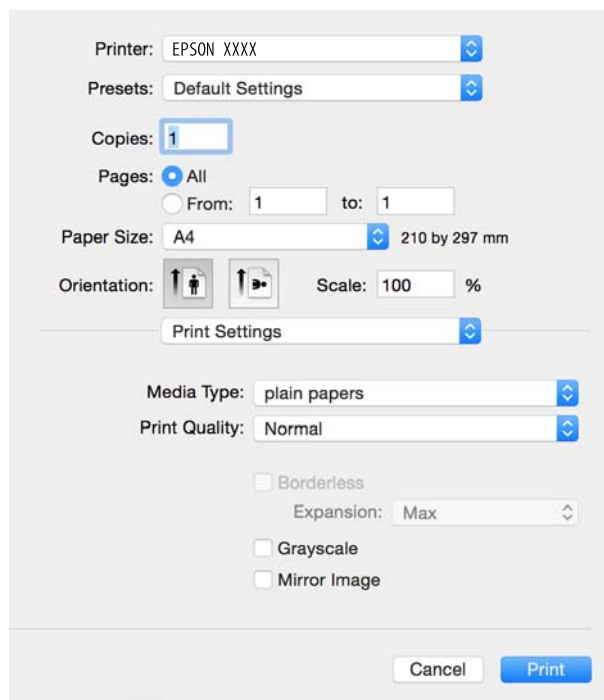 Printer: EPSON XXXX
Presets: Default Settings
Copies: 1
Pages: All
From: 1 to: 1
Paper Size: A4 210 by 297 mm
Orientation: Scale: 100 %
Print Settings
Media Type: plain papers
Print Quality: Normal
Borderless
Expansion: Max
Grayscale
Mirror Image
Cancel Print